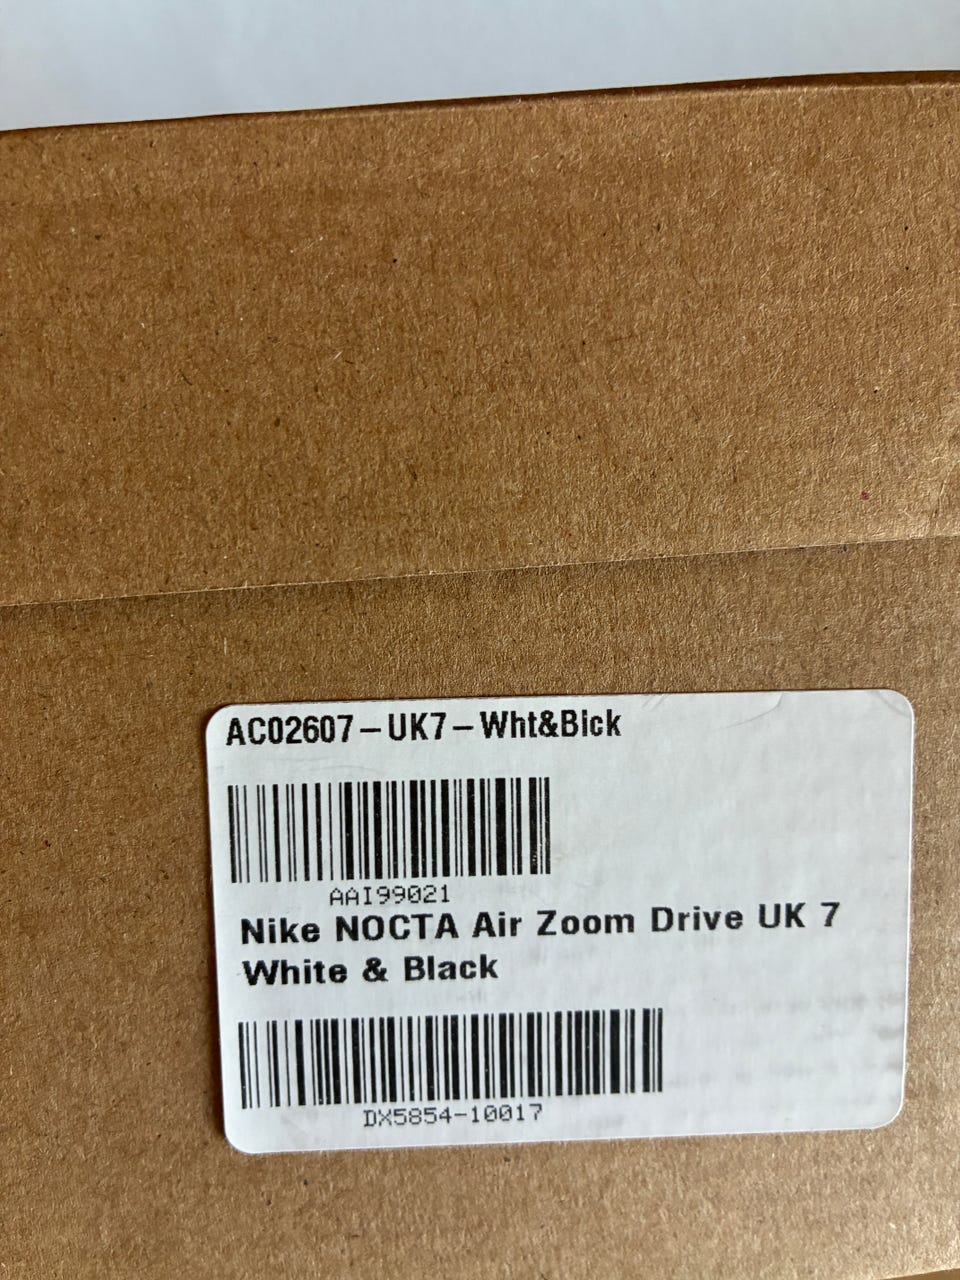 AC02607-UK7-Wht&Blck
AAI99021
Nike NOCTA Air Zoom Drive UK 7
White & Black
DX5854-10017